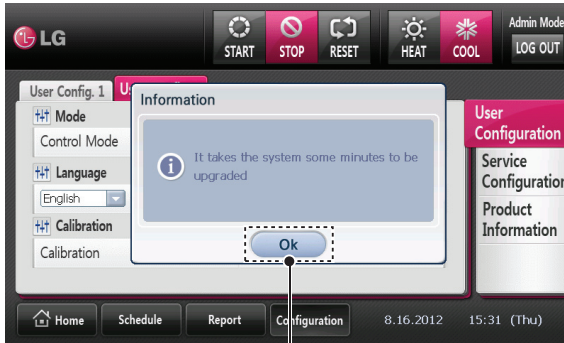 LG
START
STOP
RESET
HEAT
COOL
Admin Mode
LOG OUT
User Config. 1
Information
Mode
Control Mode
Language
English
Calibration
Calibration
It takes the system some minutes to be
upgraded
Ok
User
Configuration
Service
Configuration
Product
Information
Home
Schedule
Report
Configuration
8.16.2012
15:31 (Thu)